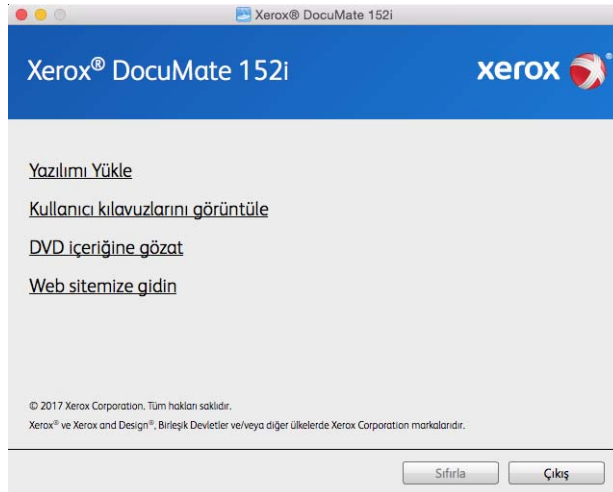 Xerox® DocuMate 152i
Xerox® DocuMate 152i
xerox®
Yazılımı Yükle
Kullanıcı kılavuzlarını görüntüle
DVD içeriğine gözat
Web sitemize gidin
© 2017 Xerox Corporation. Tüm hakları saklıdır.
Xerox® ve Xerox and Design®, Birleşik Devletler ve/veya diğer ülkelerde Xerox Corporation markalarıdır.
Sıfırla Çıkış